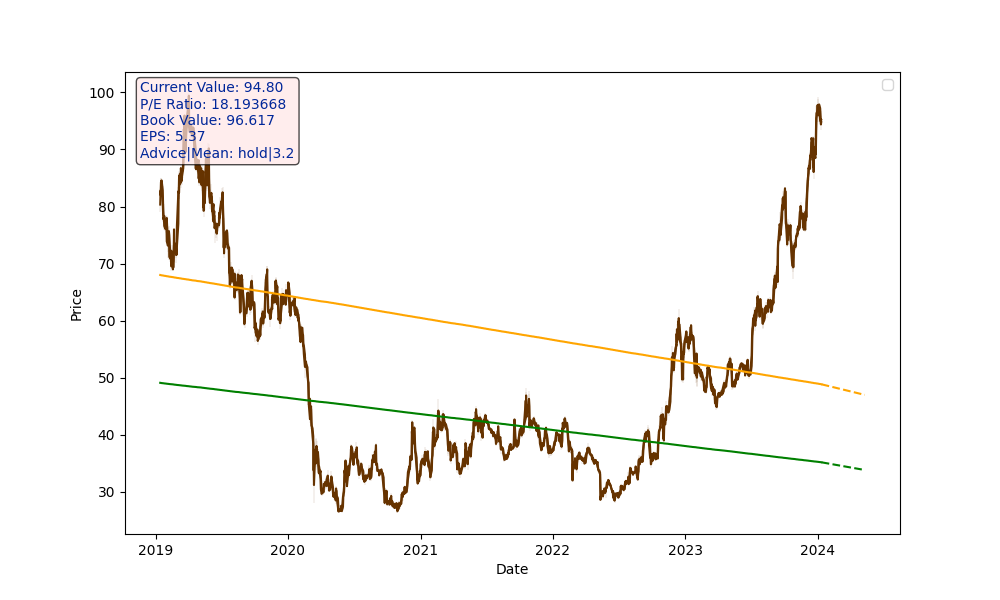 Current Value: 94.80
P/E Ratio: 18.193668
Book Value: 96.617
EPS: 5.37
Advice|Mean: hold|3.2
100
90
80
70
60
50
40
30
Price
2019 2020 2021 2022 2023 2024
Date